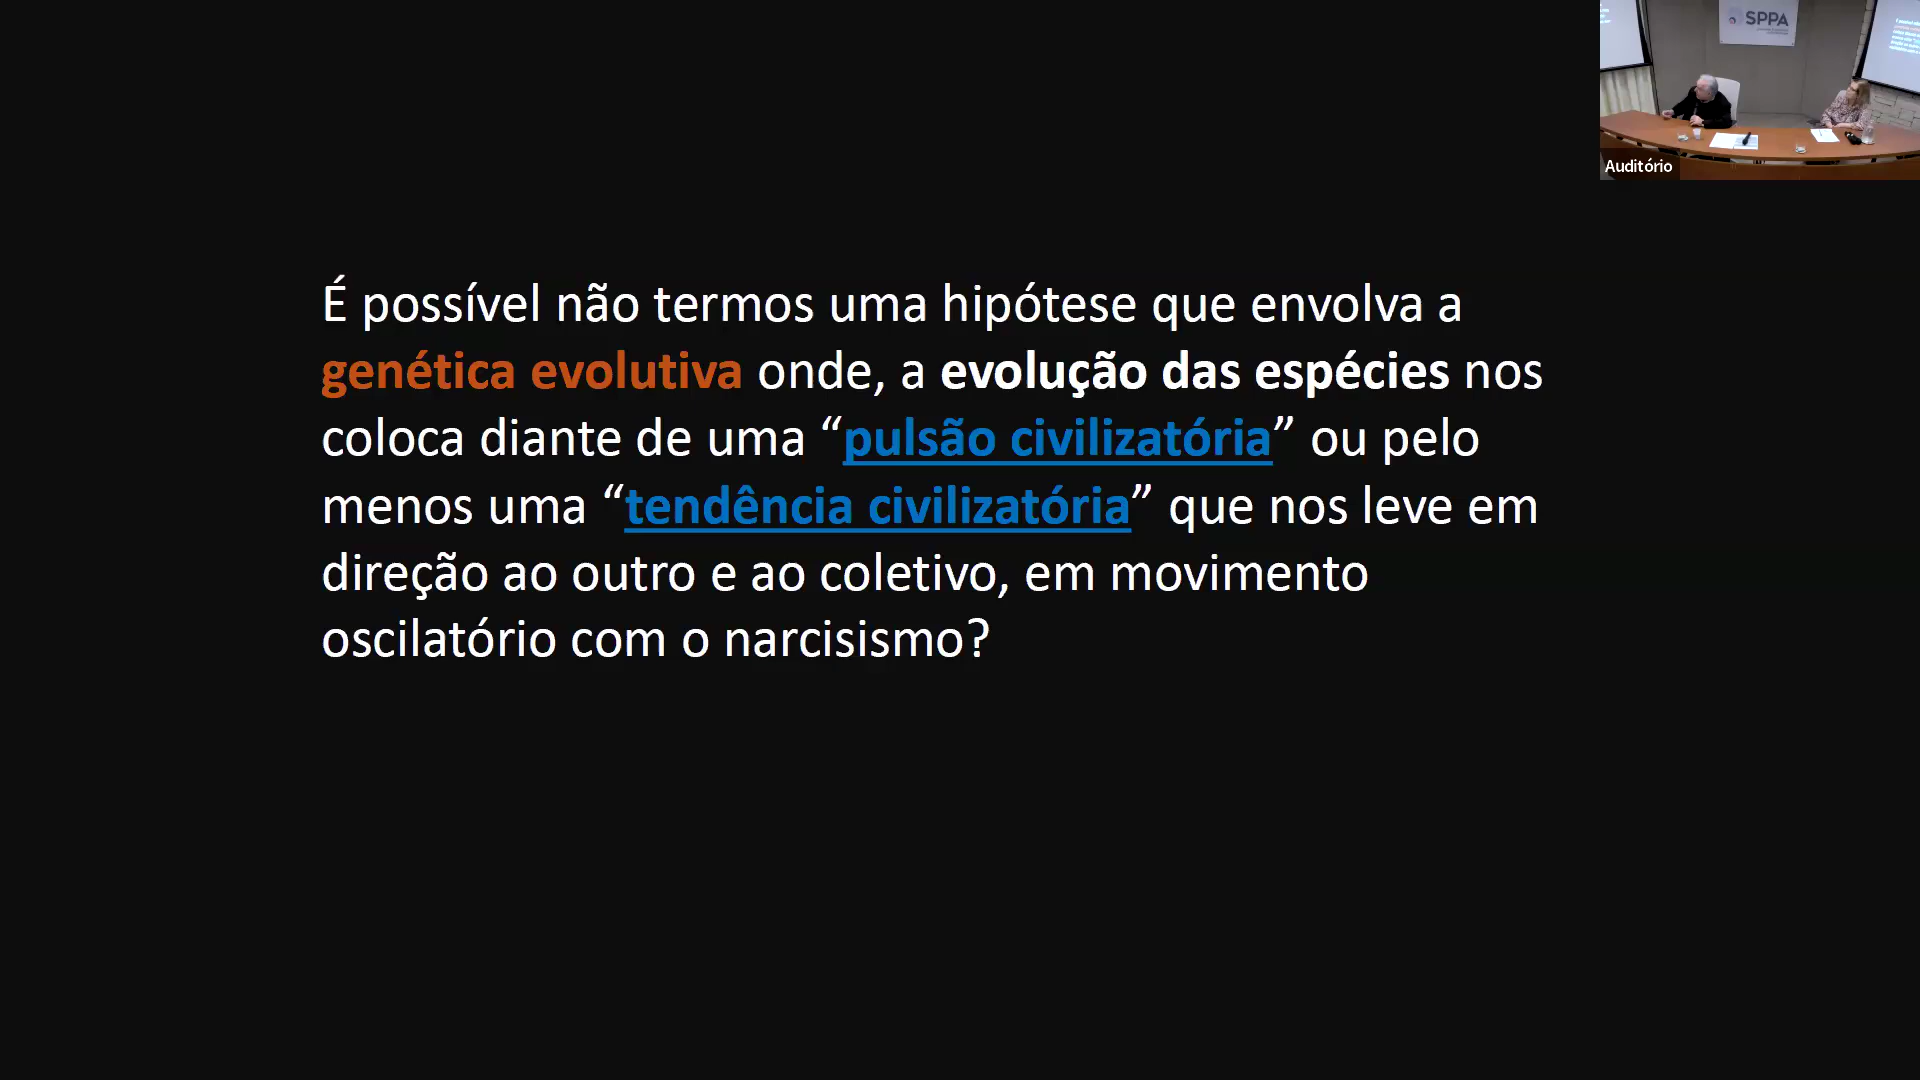 SPPA
Auditório
É possível não termos uma hipótese que envolva a
genética evolutiva onde, a evolução das espécies nos
coloca diante de uma “pulsão civilizatória” ou pelo
menos uma “tendência civilizatória” que nos leve em
direção ao outro e ao coletivo, em movimento
oscilatório com o narcisismo?